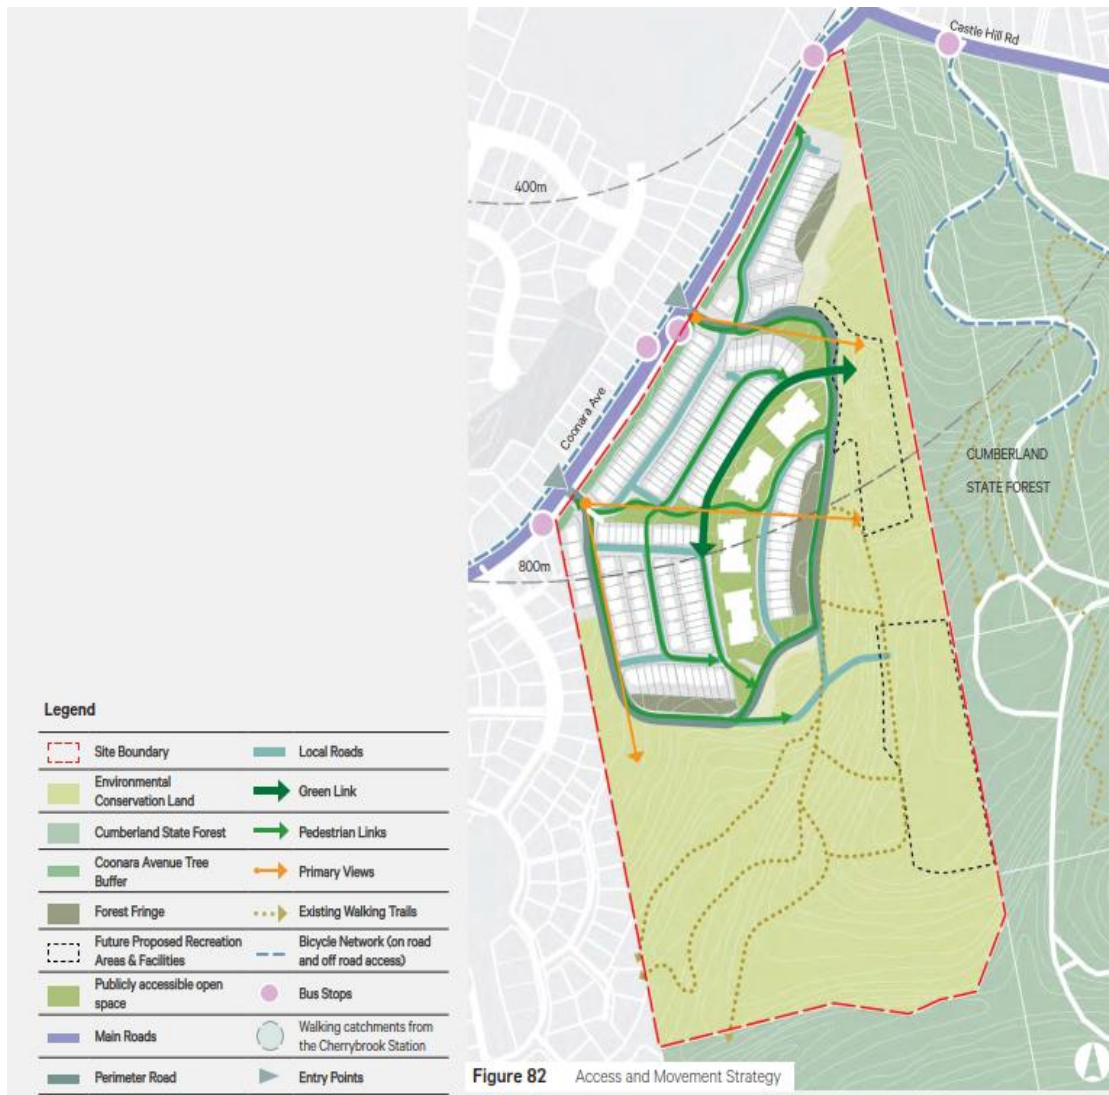 Castle Hill Rd
400m
Coonara Ave
CUMBERLAND
STATE FOREST
800m
Legend
Site Boundary
Local Roads
Environmental
Conservation Land
Green Link
Cumberland State Forest
Pedestrian Links
Coonara Avenue Tree
Buffer
Primary Views
Forest Fringe
Existing Walking Trails
Future Proposed Recreation
Areas & Facilities
Bicycle Network (on road
and off road access)
Publicly accessible open
space
Bus Stops
Main Roads
Walking catchments from
the Cherrybrook Station
Perimeter Road
Entry Points
Figure 82 Access and Movement Strategy